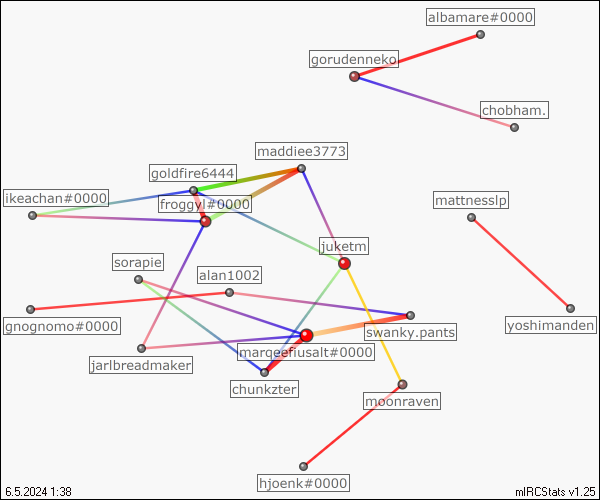 albamare#0000
gorudenneko
chobham.
maddiee3773
goldfire6444
ikeachan#0000
froggyl#0000
mattnesslp
juketm
sorapie
alan1002
gnognomo#0000
swanky.pants
yoshimanden
margeefiusalt#0000
jarlbreadmaker
chunkzter
moonraven
hjoenk#0000
6.5.2024 1:38
mIRCStats v1.25